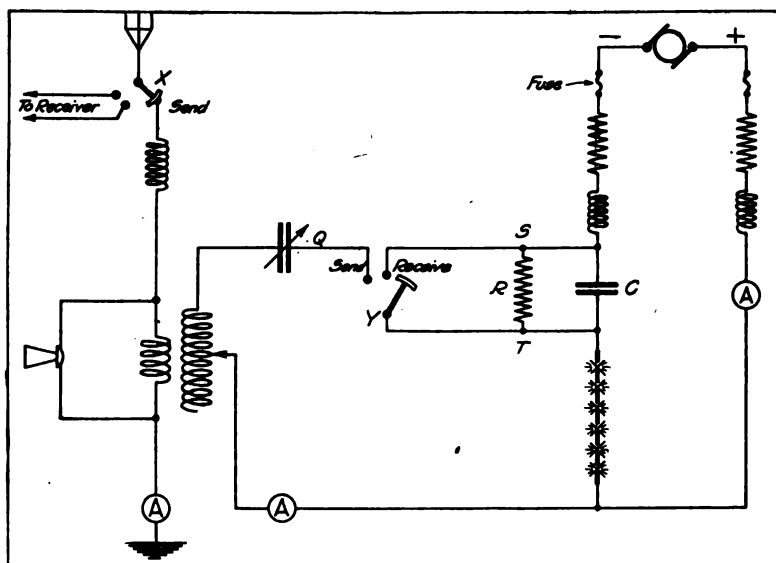 X
To Receiver
Send
Fuse
−
+
Q
Send
Receive
S
R
T
Y
C
A
A
A